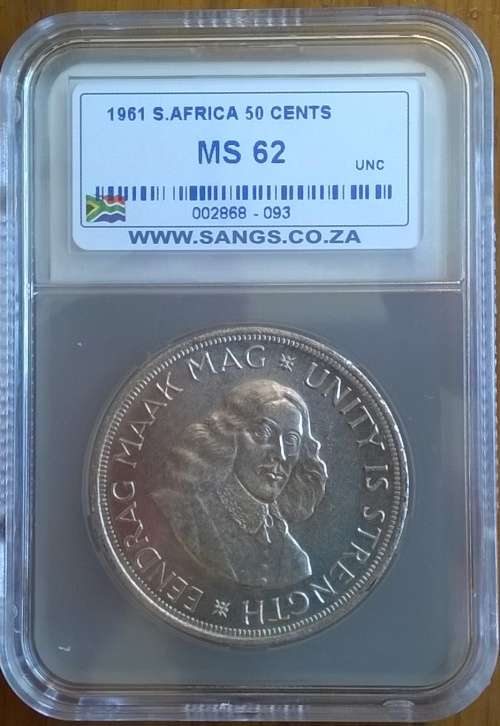 1961 S.AFRICA 50 CENTS
MS 62
UNC
002868 - 093
WWW.SANGS.CO.ZA
EENDRAG MAAK MAG * UNITY IS STRENGTH *